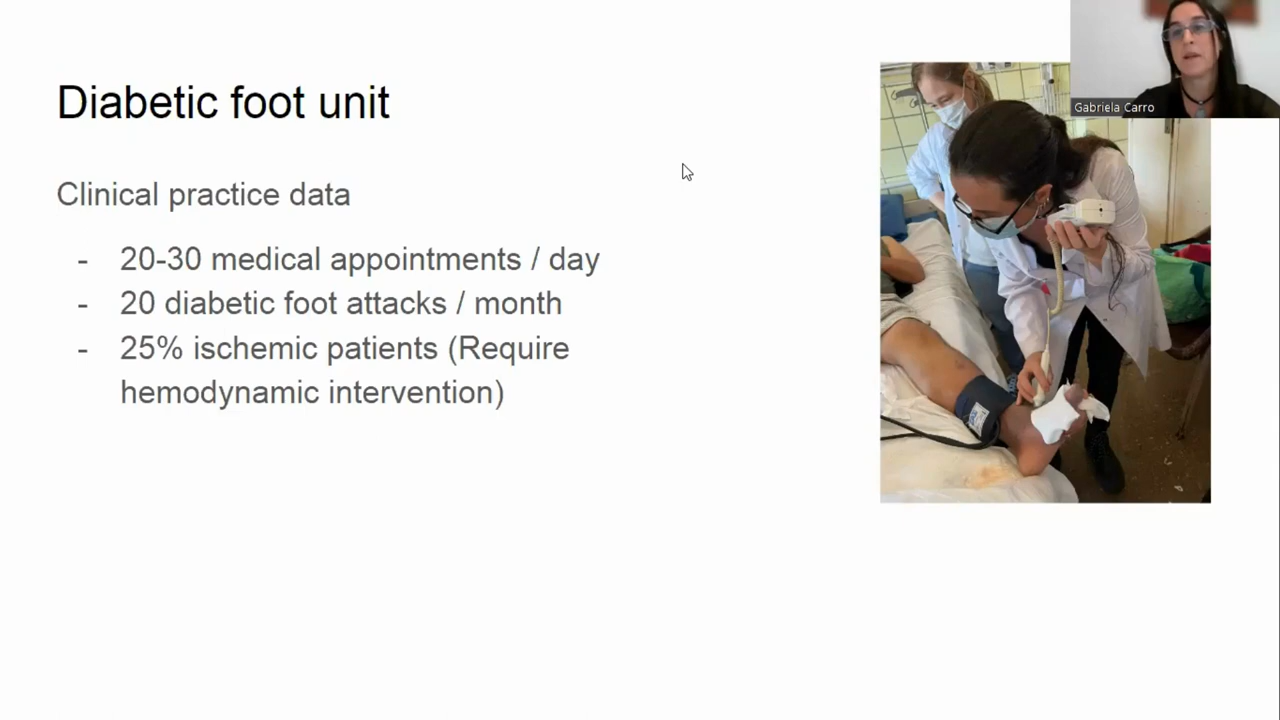 Diabetic foot unit
Clinical practice data
- 20-30 medical appointments / day
- 20 diabetic foot attacks / month
- 25% ischemic patients (Require
hemodynamic intervention)
Gabriela Carro